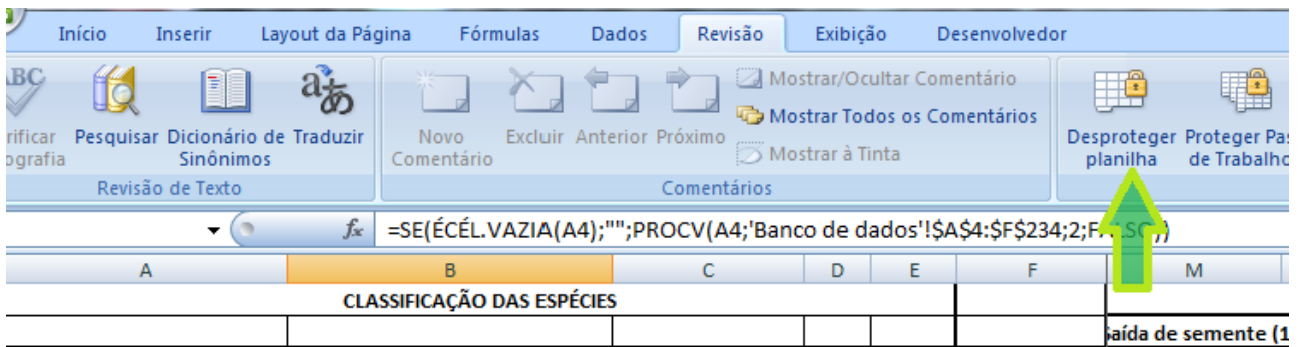 Início Inserir Layout da Página Fórmulas Dados Revisão Exibição Desenvolvedor
ABC
Pesquisar Dicionário de Sinônimos Traduzir
Novo Comentário Excluir Anterior Próximo
Mostrar/Ocultar Comentário
Mostrar Todos os Comentários
Mostrar à Tinta
Desproteger planilha Proteger Pas de Trabalho
Revisão de Texto Comentários
fx =SE(ÉCÉL.VAZIA(A4);"";PROCV(A4;'Banco de dados'!$A$4:$F$234;2;FALSO))
A B C D E F M
CLASSIFICAÇÃO DAS ESPÉCIES
Saída de semente (1